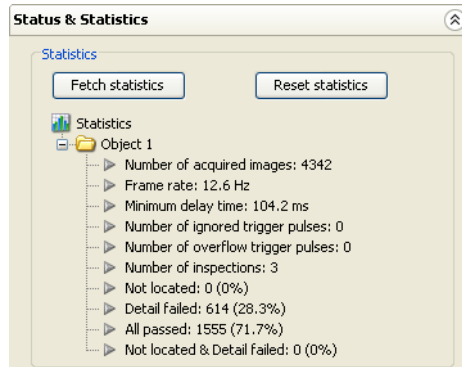 Status & Statistics
Statistics
Fetch statistics Reset statistics
Statistics
Object 1
Number of acquired images: 4342
Frame rate: 12.6 Hz
Minimum delay time: 104.2 ms
Number of ignored trigger pulses: 0
Number of overflow trigger pulses: 0
Number of inspections: 3
Not located: 0 (0%)
Detail failed: 614 (28.3%)
All passed: 1555 (71.7%)
Not located & Detail failed: 0 (0%)